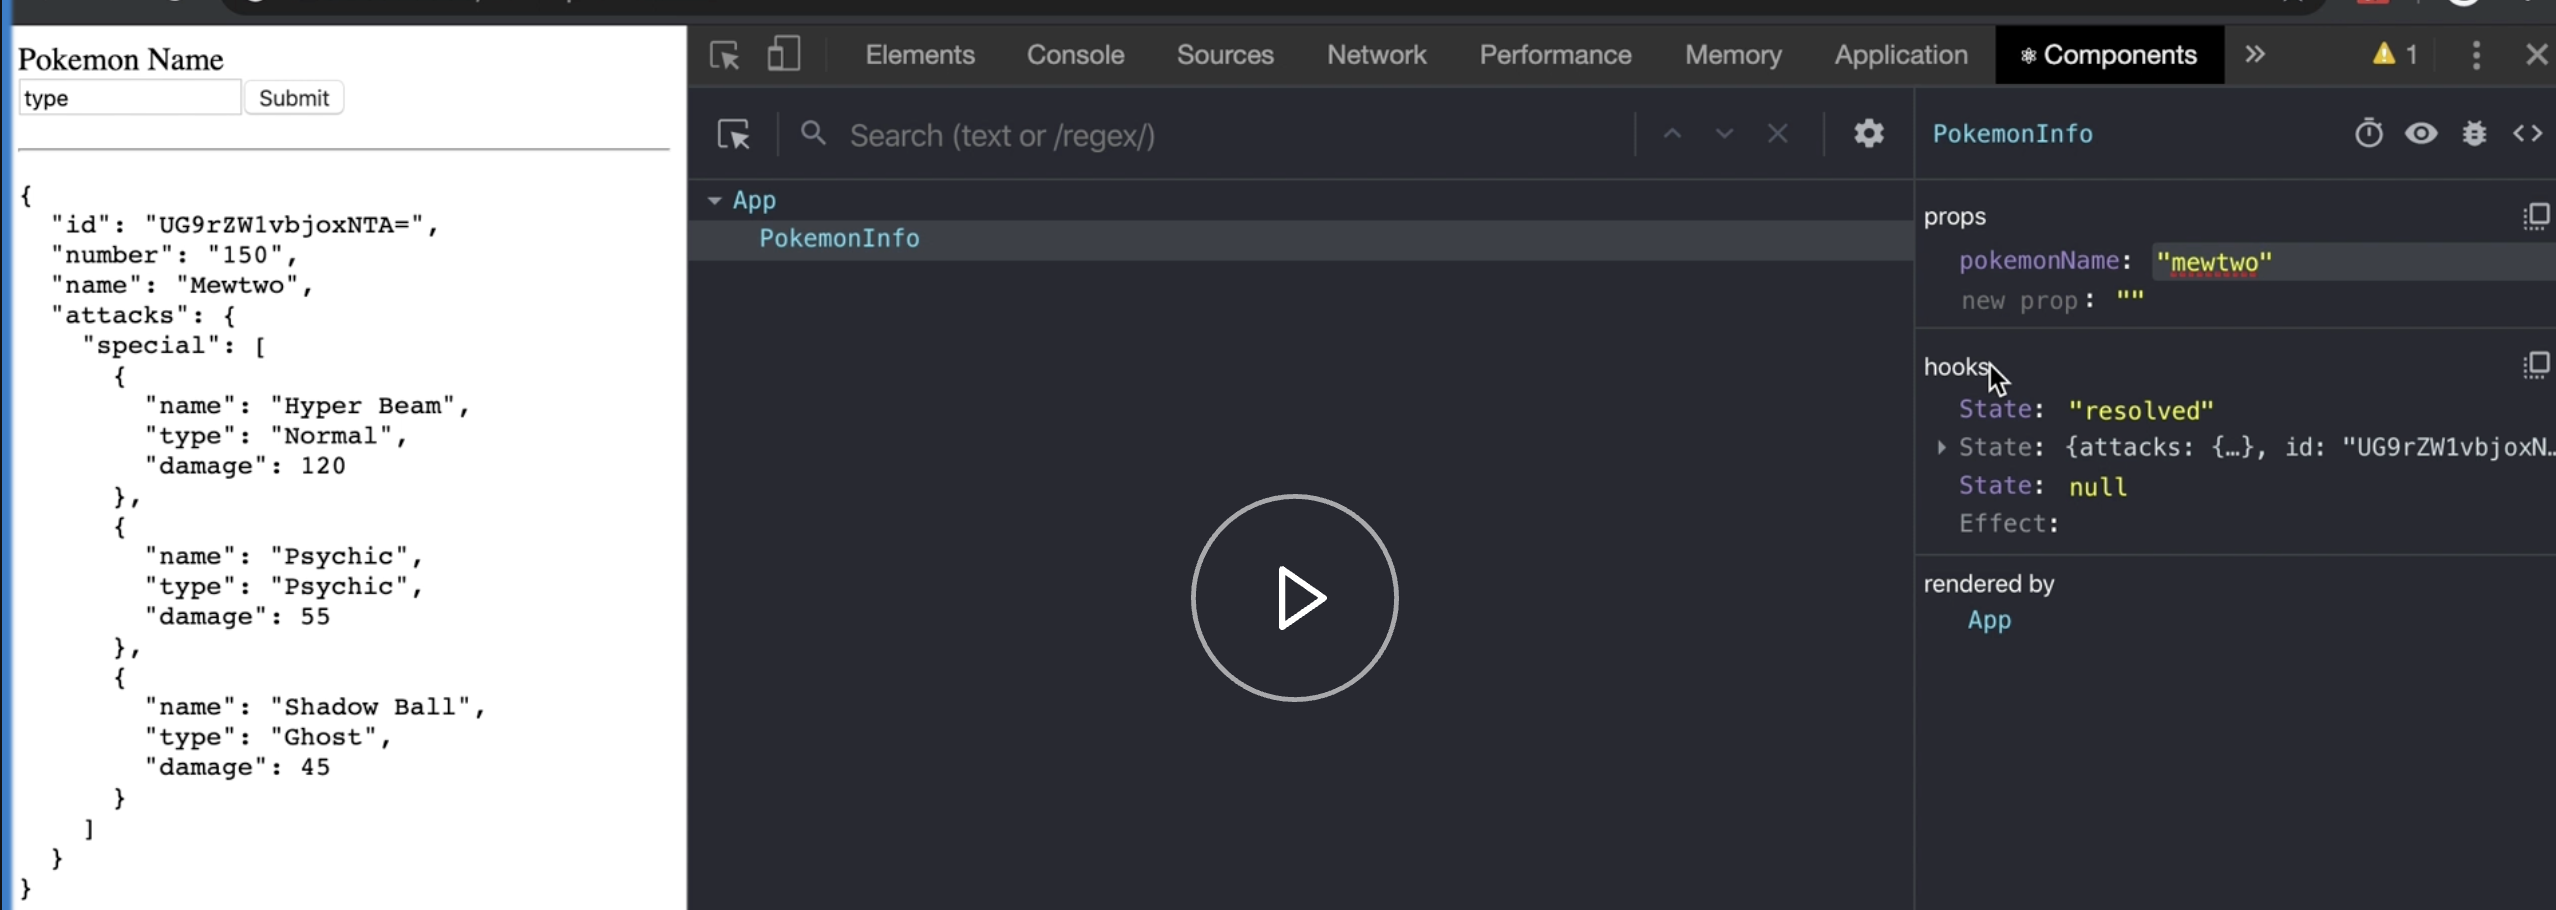 Pokemon Name
type
Submit
{
"id": "UG9rZW1vbjoxNTA=",
"number": "150",
"name": "Mewtwo",
"attacks": {
"special": [
{
"name": "Hyper Beam",
"type": "Normal",
"damage": 120
},
{
"name": "Psychic",
"type": "Psychic",
"damage": 55
},
{
"name": "Shadow Ball",
"type": "Ghost",
"damage": 45
}
]
}
}
Elements Console Sources Network Performance Memory Application Components » 1
Search (text or /regex/)
App
PokemonInfo
PokemonInfo
props
pokemonName: "mewtwo"
new prop: ""
hooks
State: "resolved"
State: {attacks: {…}, id: "UG9rZW1vbjoxN…
State: null
Effect:
rendered by
App